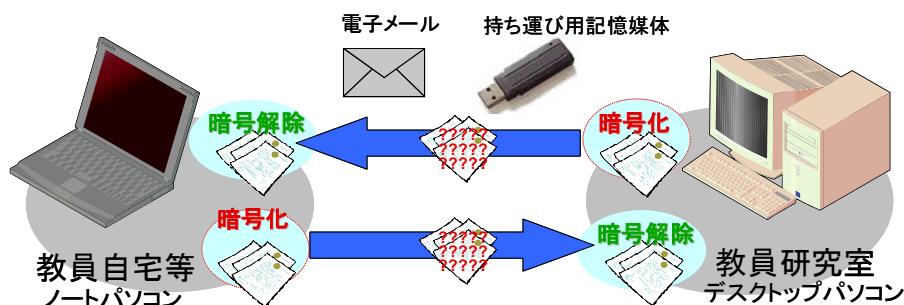 電子メール
持ち運び用記憶媒体
暗号解除
?????
?????
?????
暗号化
暗号化
?????
?????
?????
暗号解除
教員自宅等
ノートパソコン
教員研究室
デスクトップパソコン